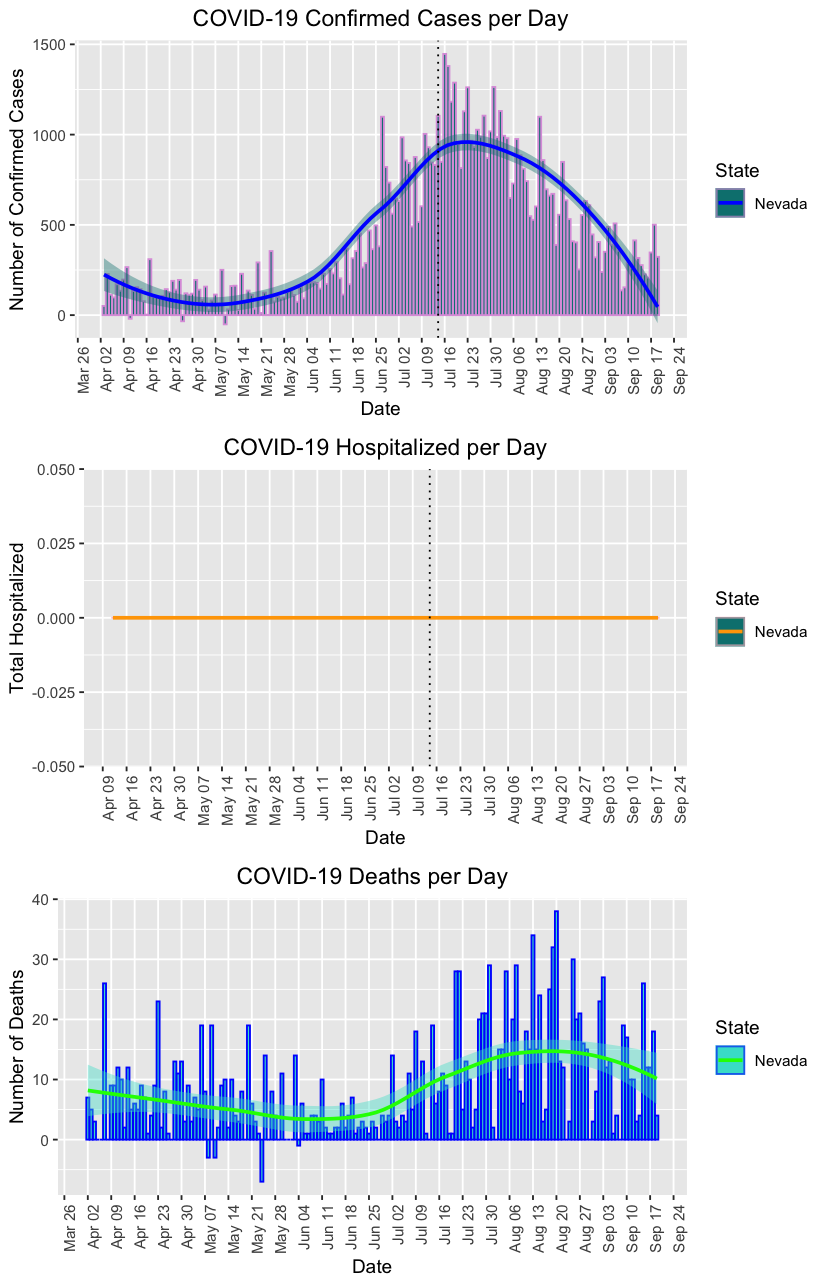 COVID-19 Confirmed Cases per Day
1500
1000
500
0
Number of Confirmed Cases
Mar 26
Apr 02
Apr 09
Apr 16
Apr 23
Apr 30
May 07
May 14
May 21
May 28
Jun 04
Jun 11
Jun 18
Jun 25
Jul 02
Jul 09
Jul 16
Jul 23
Jul 30
Aug 06
Aug 13
Aug 20
Aug 27
Sep 03
Sep 10
Sep 17
Sep 24
Date
State
Nevada
COVID-19 Hospitalized per Day
0.050
0.025
0.000
-0.025
-0.050
Total Hospitalized
Apr 09
Apr 16
Apr 23
Apr 30
May 07
May 14
May 21
May 28
Jun 04
Jun 11
Jun 18
Jun 25
Jul 02
Jul 09
Jul 16
Jul 23
Jul 30
Aug 06
Aug 13
Aug 20
Aug 27
Sep 03
Sep 10
Sep 17
Sep 24
Date
State
Nevada
COVID-19 Deaths per Day
40
30
20
10
0
Number of Deaths
Mar 26
Apr 02
Apr 09
Apr 16
Apr 23
Apr 30
May 07
May 14
May 21
May 28
Jun 04
Jun 11
Jun 18
Jun 25
Jul 02
Jul 09
Jul 16
Jul 23
Jul 30
Aug 06
Aug 13
Aug 20
Aug 27
Sep 03
Sep 10
Sep 17
Sep 24
Date
State
Nevada